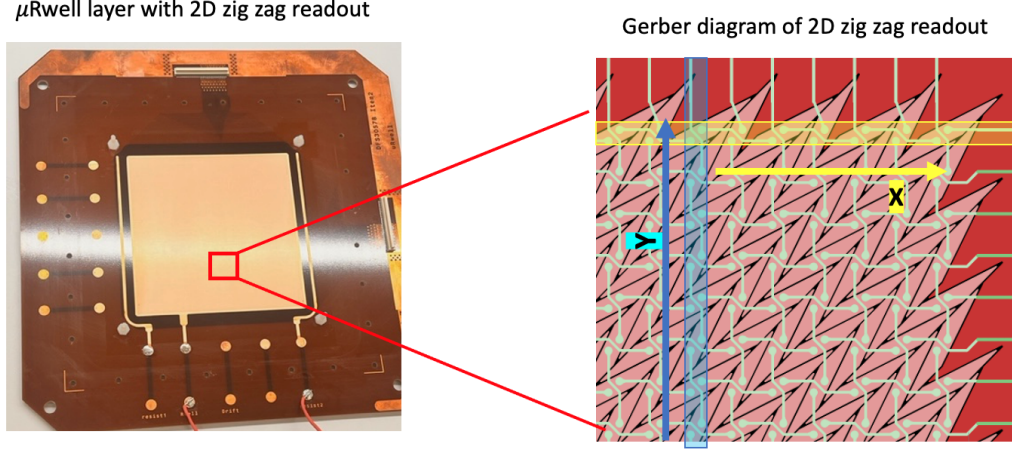 μRwell layer with 2D zig zag readout
Gerber diagram of 2D zig zag readout
X
Y
Drift